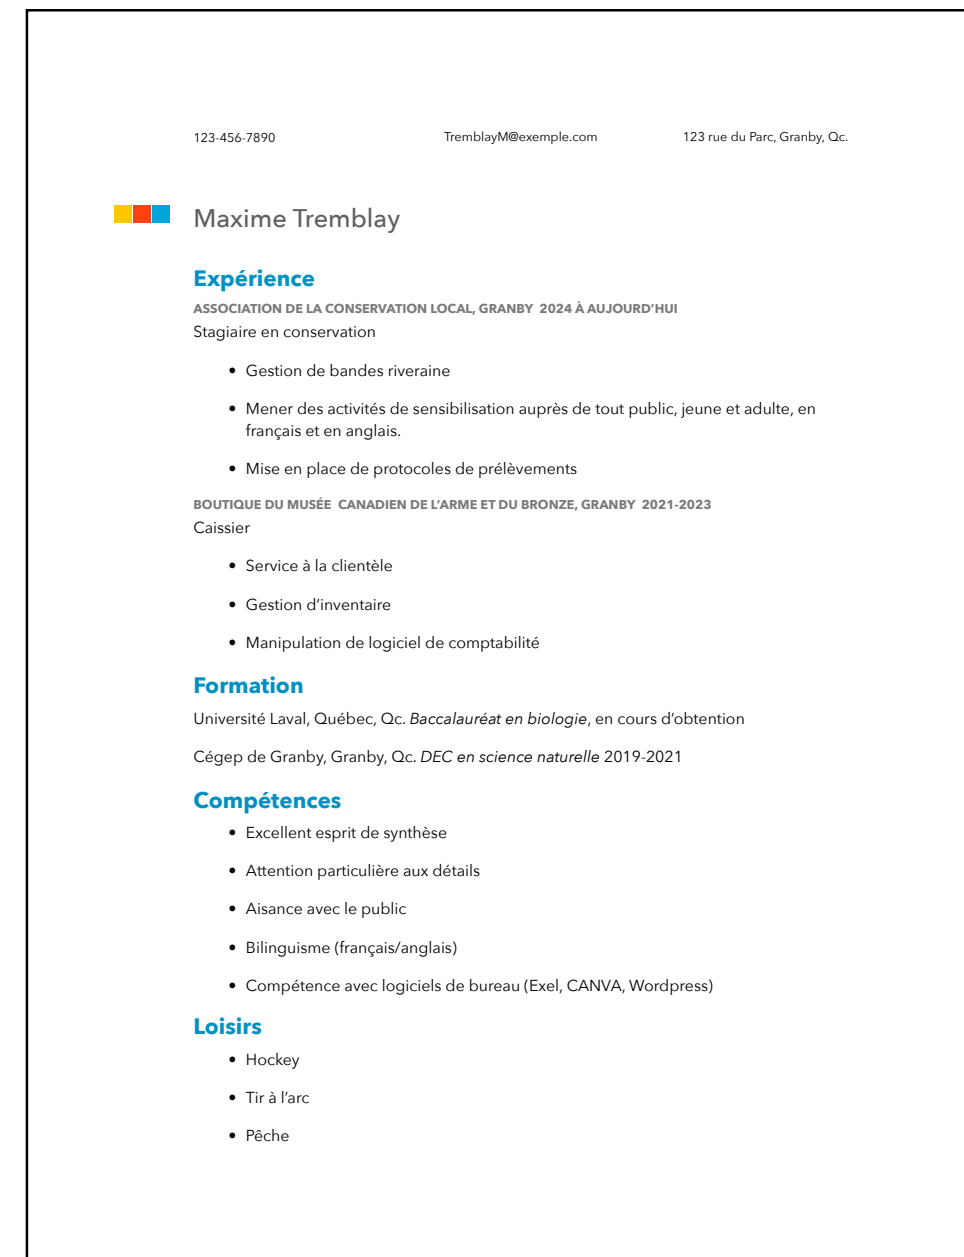 123-456-7890 TremblayM@exemple.com 123 rue du Parc, Granby, Qc.
Maxime Tremblay
Expérience
ASSOCIATION DE LA CONSERVATION LOCAL, GRANBY 2024 À AUJOURD’HUI
Stagiaire en conservation
• Gestion de bandes riveraine
• Mener des activités de sensibilisation auprès de tout public, jeune et adulte, en
français et en anglais.
• Mise en place de protocoles de prélèvements
BOUTIQUE DU MUSÉE CANADIEN DE L’ARME ET DU BRONZE, GRANBY 2021-2023
Caissier
• Service à la clientèle
• Gestion d’inventaire
• Manipulation de logiciel de comptabilité
Formation
Université Laval, Québec, Qc. Baccalauréat en biologie, en cours d’obtention
Cégep de Granby, Granby, Qc. DEC en science naturelle 2019-2021
Compétences
• Excellent esprit de synthèse
• Attention particulière aux détails
• Aisance avec le public
• Bilinguisme (français/anglais)
• Compétence avec logiciels de bureau (Exel, CANVA, Wordpress)
Loisirs
• Hockey
• Tir à l’arc
• Pêche